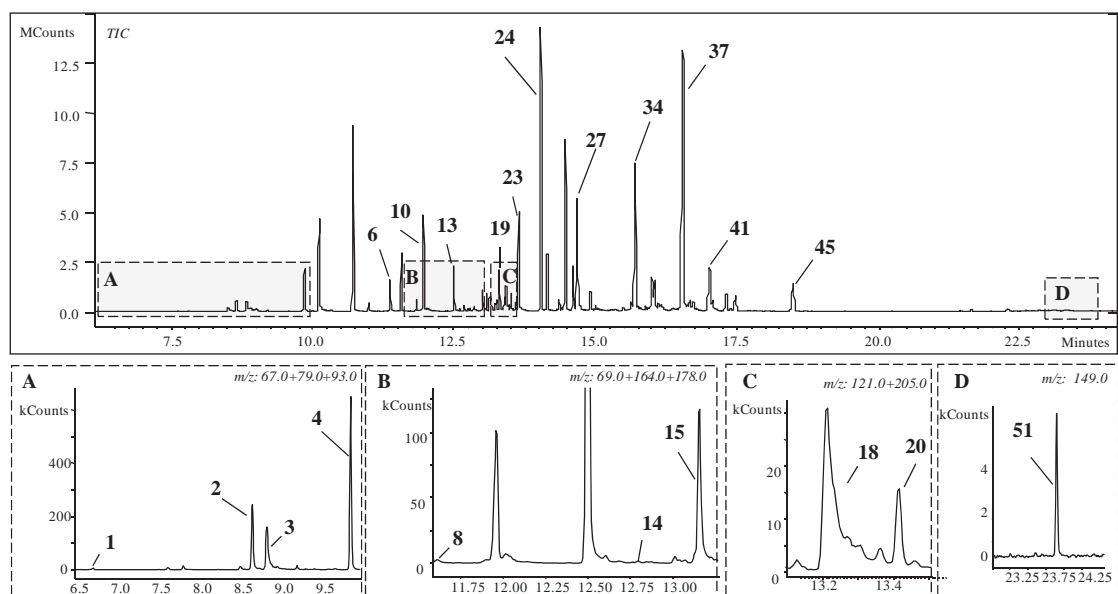 MCounts TIC
24
37
12.5
10.0
34
27
7.5
23
5.0
10 13 19
6
41
45
2.5
A B C D
0.0
7.5 10.0 12.5 15.0 17.5 20.0 22.5 Minutes
A m/z: 67.0+79.0+93.0
kCounts
4
400
2
200
3
1
0
6.5 7.0 7.5 8.0 8.5 9.0 9.5
B m/z: 69.0+164.0+178.0
kCounts
100
15
50
8 14
0
11.75 12.00 12.50 12.50 13.00
C m/z: 121.0+205.0
kCounts
20
18 20
10
0
13.2 13.4
D m/z: 149.0
kCounts
51
4
2
0
23.25 23.75 24.25